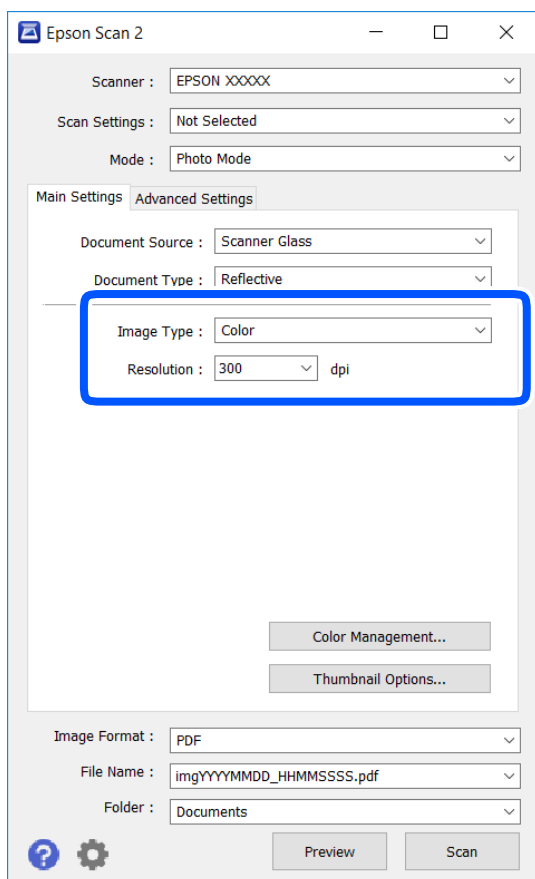 Epson Scan 2
Scanner : EPSON XXXXX
Scan Settings : Not Selected
Mode : Photo Mode
Main Settings Advanced Settings
Document Source : Scanner Glass
Document Type : Reflective
Image Type : Color
Resolution : 300 dpi
Color Management...
Thumbnail Options...
Image Format : PDF
File Name : imgYYYYMMDD_HHMMSSSS.pdf
Folder : Documents
? Preview Scan